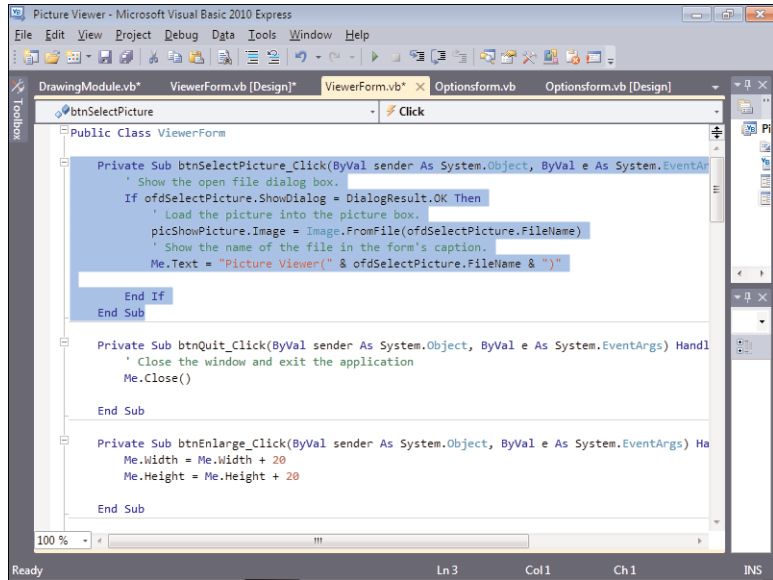 Picture Viewer - Microsoft Visual Basic 2010 Express
File Edit View Project Debug Data Tools Window Help
Toolbox
DrawingModule.vb* ViewerForm.vb [Design]* ViewerForm.vb* Optionsform.vb Optionsform.vb [Design]
btnSelectPicture Click
Pi
Public Class ViewerForm
Private Sub btnSelectPicture_Click(ByVal sender As System.Object, ByVal e As System.EventAr
' Show the open file dialog box.
If ofdSelectPicture.ShowDialog = DialogResult.OK Then
' Load the picture into the picture box.
picShowPicture.Image = Image.FromFile(ofdSelectPicture.FileName)
' Show the name of the file in the form's caption.
Me.Text = "Picture Viewer(" & ofdSelectPicture.FileName & ")"
End If
End Sub
Private Sub btnQuit_Click(ByVal sender As System.Object, ByVal e As System.EventArgs) Handl
' Close the window and exit the application
Me.Close()
End Sub
Private Sub btnEnlarge_Click(ByVal sender As System.Object, ByVal e As System.EventArgs) Ha
Me.Width = Me.Width + 20
Me.Height = Me.Height + 20
End Sub
100 %
Ready Ln 3 Col 1 Ch 1 INS